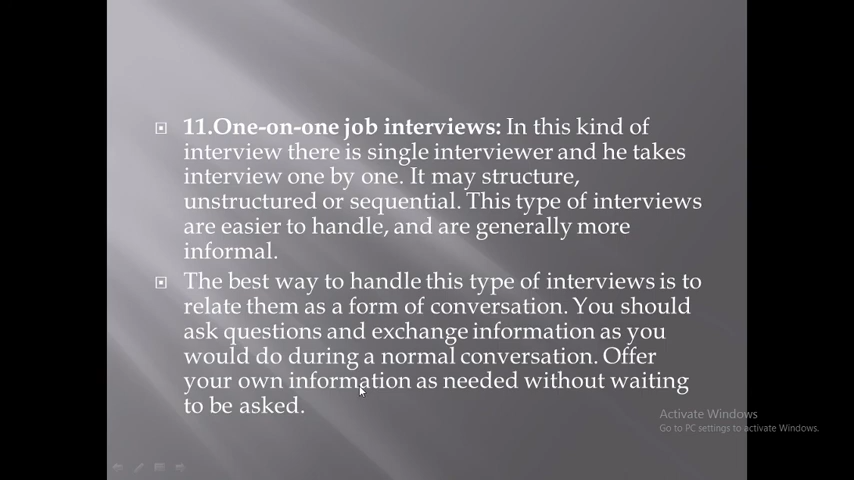 11.One-on-one job interviews: In this kind of
interview there is single interviewer and he takes
interview one by one. It may structure,
unstructured or sequential. This type of interviews
are easier to handle, and are generally more
informal.
The best way to handle this type of interviews is to
relate them as a form of conversation. You should
ask questions and exchange information as you
would do during a normal conversation. Offer
your own information as needed without waiting
to be asked.
Activate Windows
Go to PC settings to activate Windows.